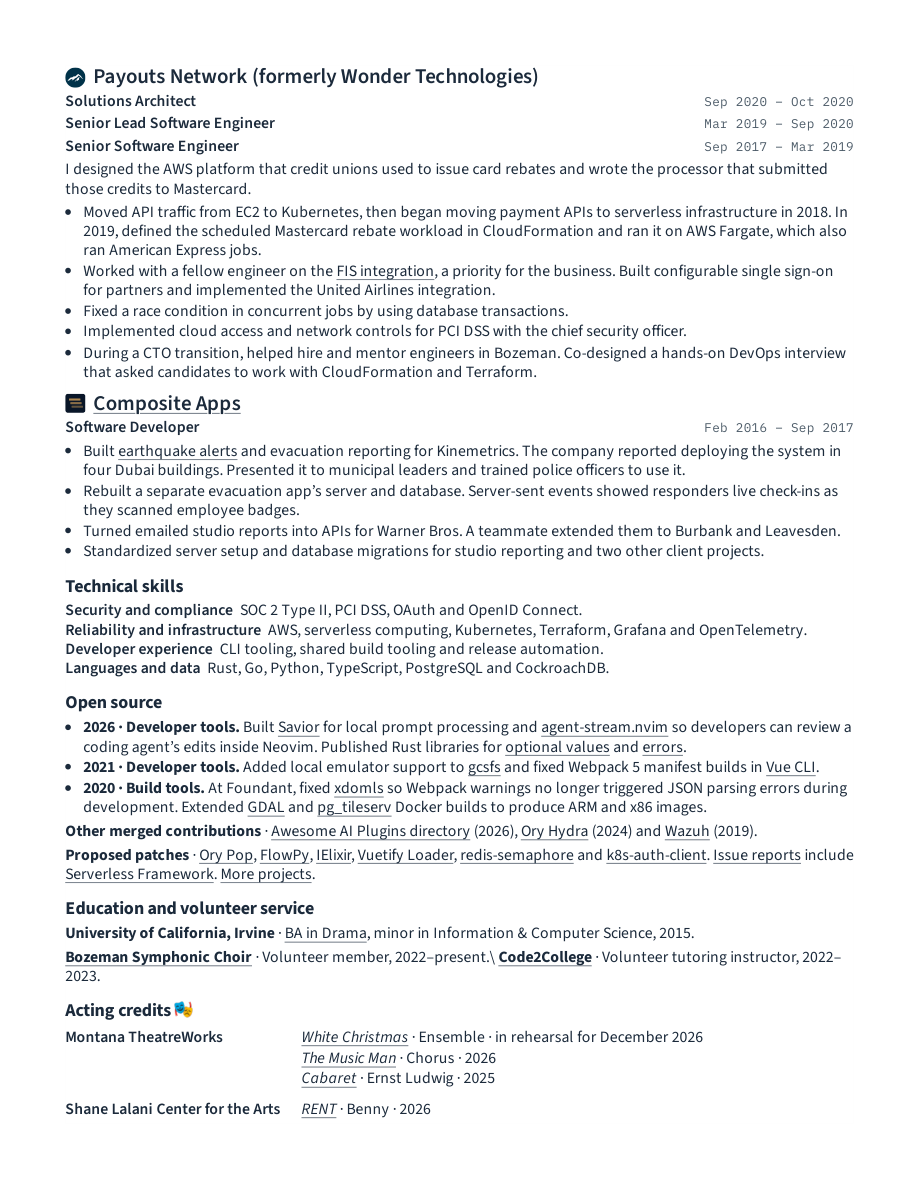 Payouts Network (formerly Wonder Technologies)
Solutions Architect Sep 2020 – Oct 2020
Senior Lead Software Engineer Mar 2019 – Sep 2020
Senior Software Engineer Sep 2017 – Mar 2019
I designed the AWS platform that credit unions used to issue card rebates and wrote the processor that submitted
those credits to Mastercard.
• Moved API traffic from EC2 to Kubernetes, then began moving payment APIs to serverless infrastructure in 2018. In
2019, defined the scheduled Mastercard rebate workload in CloudFormation and ran it on AWS Fargate, which also
ran American Express jobs.
• Worked with a fellow engineer on the FIS integration, a priority for the business. Built configurable single sign-on
for partners and implemented the United Airlines integration.
• Fixed a race condition in concurrent jobs by using database transactions.
• Implemented cloud access and network controls for PCI DSS with the chief security officer.
• During a CTO transition, helped hire and mentor engineers in Bozeman. Co-designed a hands-on DevOps interview
that asked candidates to work with CloudFormation and Terraform.
Composite Apps
Software Developer Feb 2016 – Sep 2017
• Built earthquake alerts and evacuation reporting for Kinemetrics. The company reported deploying the system in
four Dubai buildings. Presented it to municipal leaders and trained police officers to use it.
• Rebuilt a separate evacuation app’s server and database. Server-sent events showed responders live check-ins as
they scanned employee badges.
• Turned emailed studio reports into APIs for Warner Bros. A teammate extended them to Burbank and Leavesden.
• Standardized server setup and database migrations for studio reporting and two other client projects.
Technical skills
Security and compliance SOC 2 Type II, PCI DSS, OAuth and OpenID Connect.
Reliability and infrastructure AWS, serverless computing, Kubernetes, Terraform, Grafana and OpenTelemetry.
Developer experience CLI tooling, shared build tooling and release automation.
Languages and data Rust, Go, Python, TypeScript, PostgreSQL and CockroachDB.
Open source
• 2026 · Developer tools. Built Savior for local prompt processing and agent-stream.nvim so developers can review a
coding agent’s edits inside Neovim. Published Rust libraries for optional values and errors.
• 2021 · Developer tools. Added local emulator support to gcsfs and fixed Webpack 5 manifest builds in Vue CLI.
• 2020 · Build tools. At Foundant, fixed xdomls so Webpack warnings no longer triggered JSON parsing errors during
development. Extended GDAL and pg_tileserv Docker builds to produce ARM and x86 images.
Other merged contributions · Awesome AI Plugins directory (2026), Ory Hydra (2024) and Wazuh (2019).
Proposed patches · Ory Pop, FlowPy, IElixir, Vuetify Loader, redis-semaphore and k8s-auth-client. Issue reports include
Serverless Framework. More projects.
Education and volunteer service
University of California, Irvine · BA in Drama, minor in Information & Computer Science, 2015.
Bozeman Symphonic Choir · Volunteer member, 2022–present.\ Code2College · Volunteer tutoring instructor, 2022–
2023.
Acting credits 🎭
Montana TheatreWorks White Christmas · Ensemble · in rehearsal for December 2026
The Music Man · Chorus · 2026
Cabaret · Ernst Ludwig · 2025
Shane Lalani Center for the Arts RENT · Benny · 2026